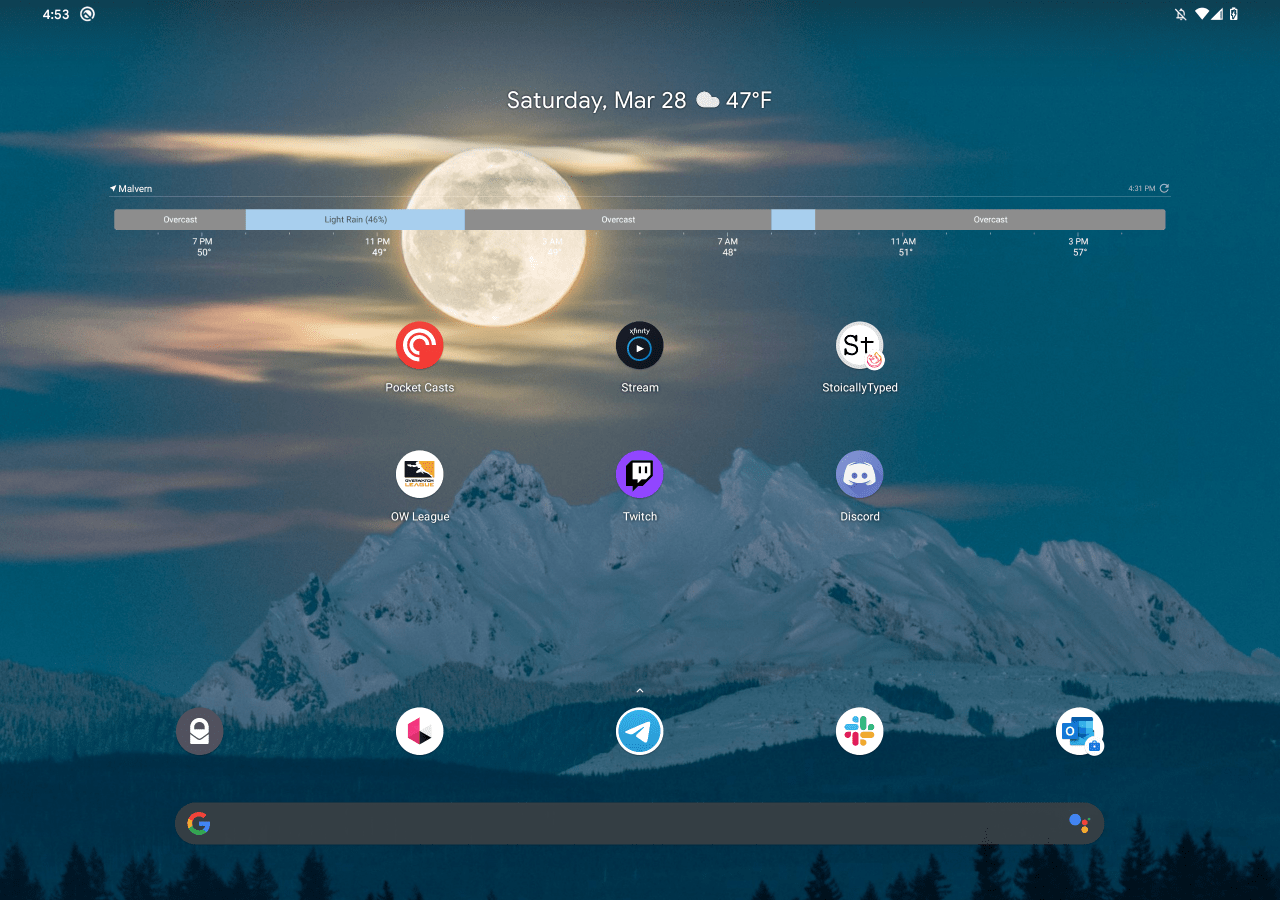 4:53
Saturday, Mar 28 47°F
Malvern 4:31 PM
Overcast Light Rain (46%) Overcast Overcast
7 PM 11 PM 3 AM 7 AM 11 AM 3 PM
50° 49° 48° 51° 57°
xfinity
St
Pocket Casts Stream StoicallyTyped
OVERWATCH
LEAGUE
OW League Twitch Discord